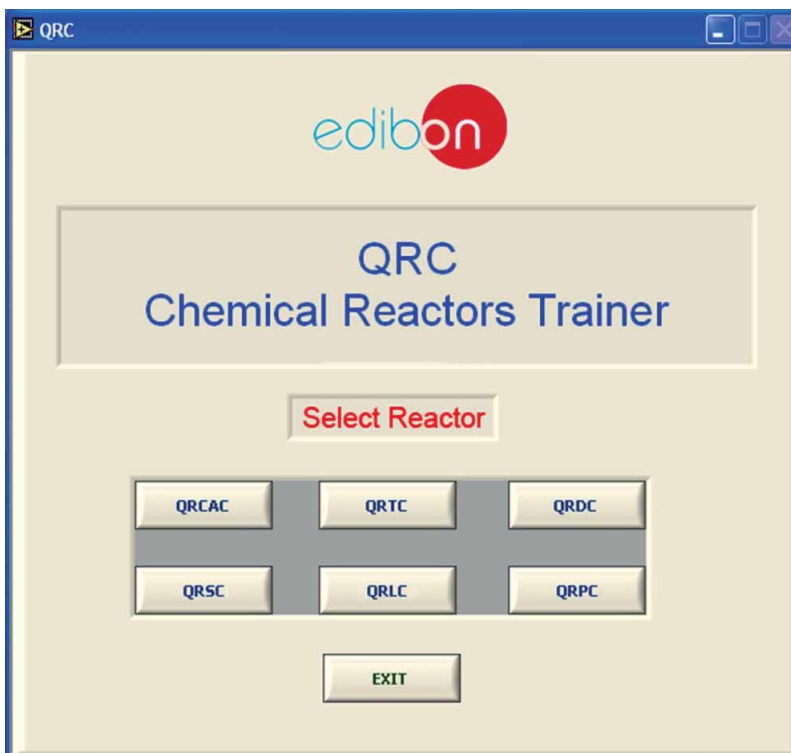 QRC
edibon
QRC
Chemical Reactors Trainer
Select Reactor
QRCAC QRTC QRDC
QRSC QRLC QRPC
EXIT